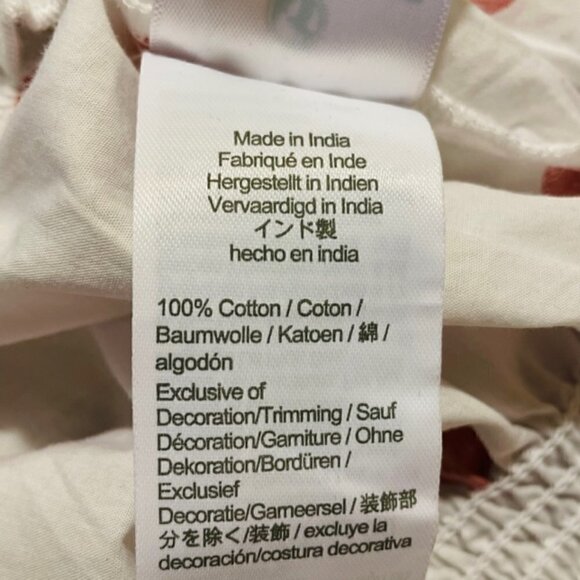 Made in India
Fabriqué en Inde
Hergestellt in Indien
Vervaardigd in India
インド製
hecho en india
100% Cotton / Coton /
Baumwolle / Katoen / 綿 /
algodón
Exclusive of
Decoration/Trimming / Sauf
Décoration/Garniture / Ohne
Dekoration/Bordüren /
Exclusief
Decoratie/Gameersel / 装飾部
分を除く/装飾 / excluye la
decoración/costura decorativa